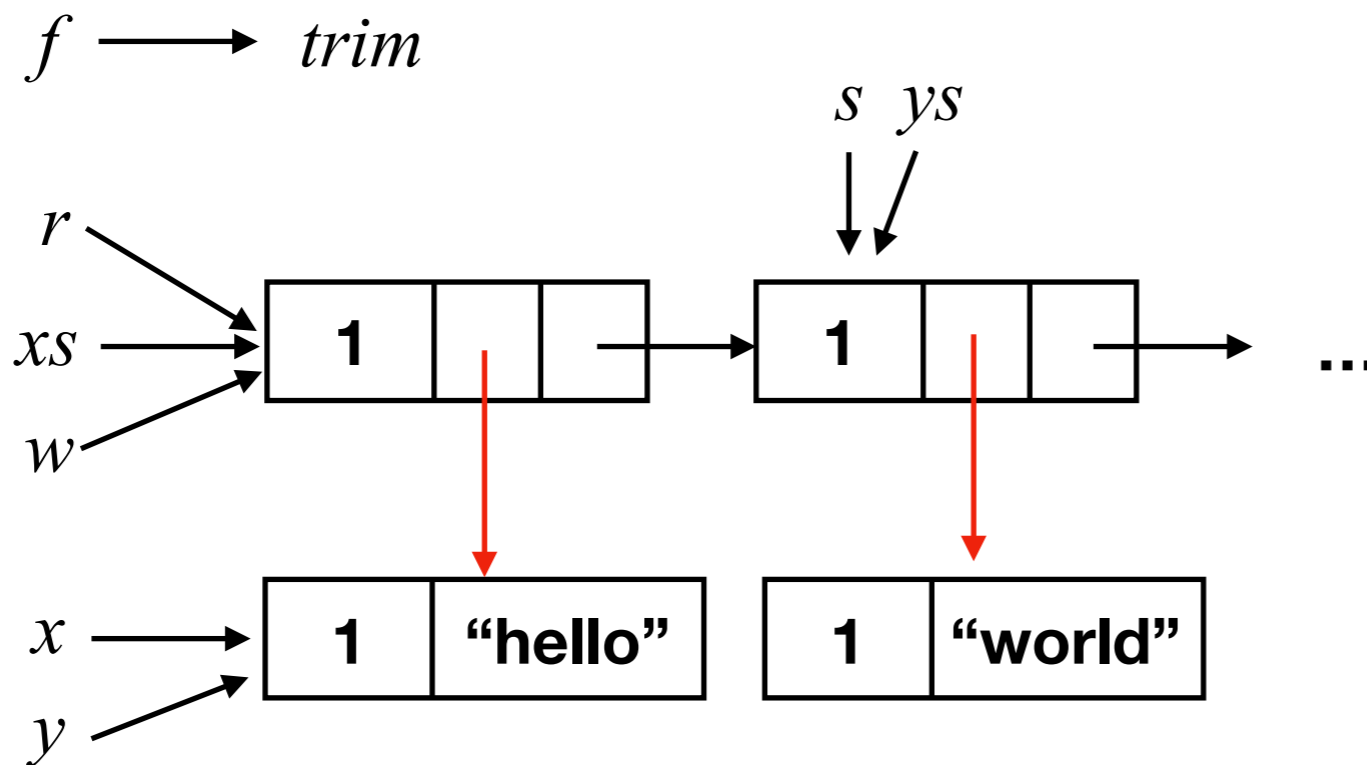 f trim
s ys
r
xs 1 1 ...
w
x 1 “hello” 1 “world”
y